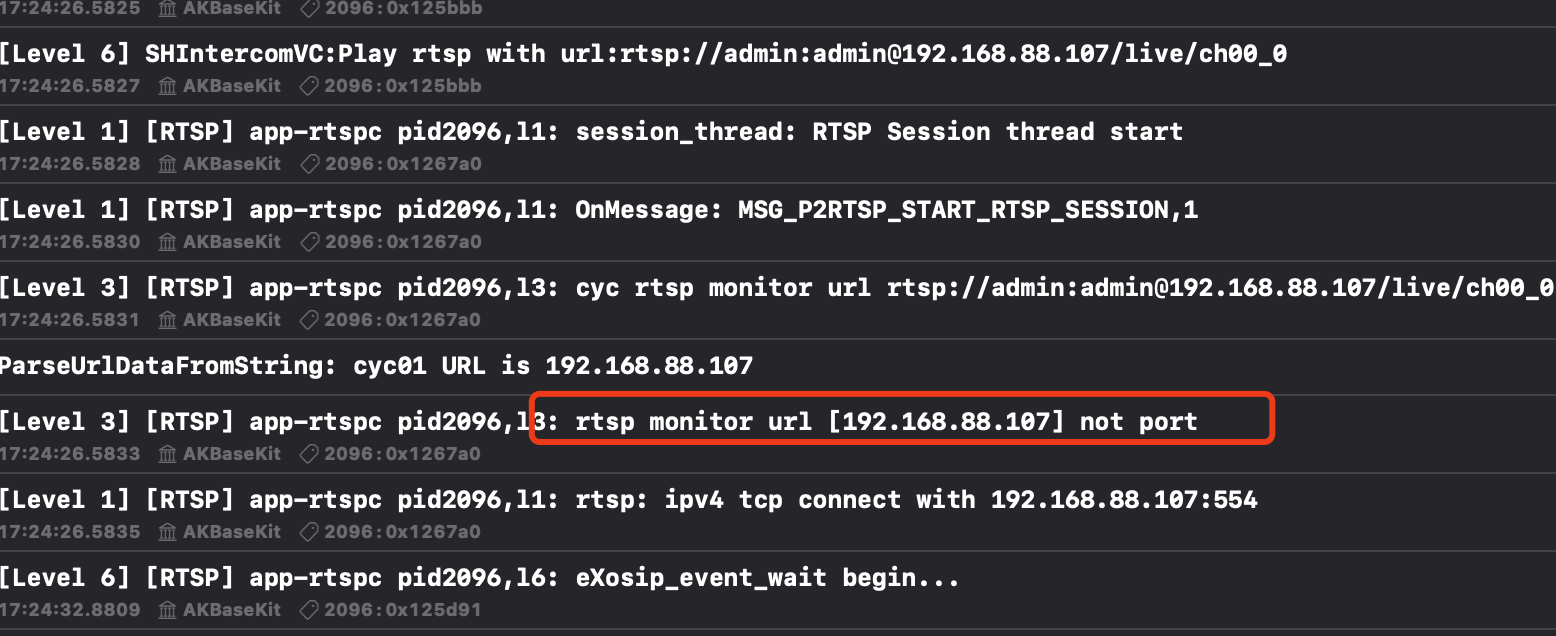 17:24:26.5825 AKBaseKit 2096:0x125bbb
[Level 6] SHIntercomVC:Play rtsp with url:rtsp://admin:admin@192.168.88.107/live/ch00_0
17:24:26.5827 AKBaseKit 2096:0x125bbb
[Level 1] [RTSP] app-rtspc pid2096,l1: session_thread: RTSP Session thread start
17:24:26.5828 AKBaseKit 2096:0x1267a0
[Level 1] [RTSP] app-rtspc pid2096,l1: OnMessage: MSG_P2RTSP_START_RTSP_SESSION,1
17:24:26.5830 AKBaseKit 2096:0x1267a0
[Level 3] [RTSP] app-rtspc pid2096,l3: cyc rtsp monitor url rtsp://admin:admin@192.168.88.107/live/ch00_0
17:24:26.5831 AKBaseKit 2096:0x1267a0
ParseUrlDataFromString: cyc01 URL is 192.168.88.107
[Level 3] [RTSP] app-rtspc pid2096,l3: rtsp monitor url [192.168.88.107] not port
17:24:26.5833 AKBaseKit 2096:0x1267a0
[Level 1] [RTSP] app-rtspc pid2096,l1: rtsp: ipv4 tcp connect with 192.168.88.107:554
17:24:26.5835 AKBaseKit 2096:0x1267a0
[Level 6] [RTSP] app-rtspc pid2096,l6: eXosip_event_wait begin...
17:24:32.8809 AKBaseKit 2096:0x125d91